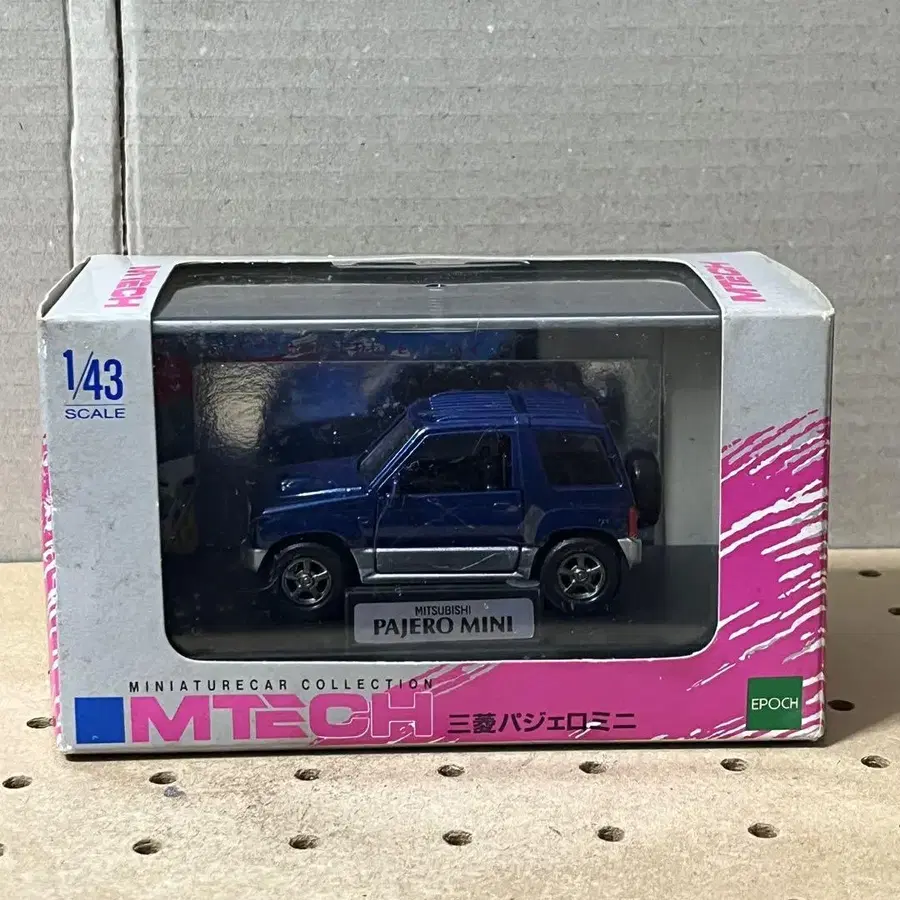 MTECH
MTECH
1/43
SCALE
MITSUBISHI
PAJERO MINI
MINIATURECAR COLLECTION
MTECH 三菱パジェロミニ
EPOCH